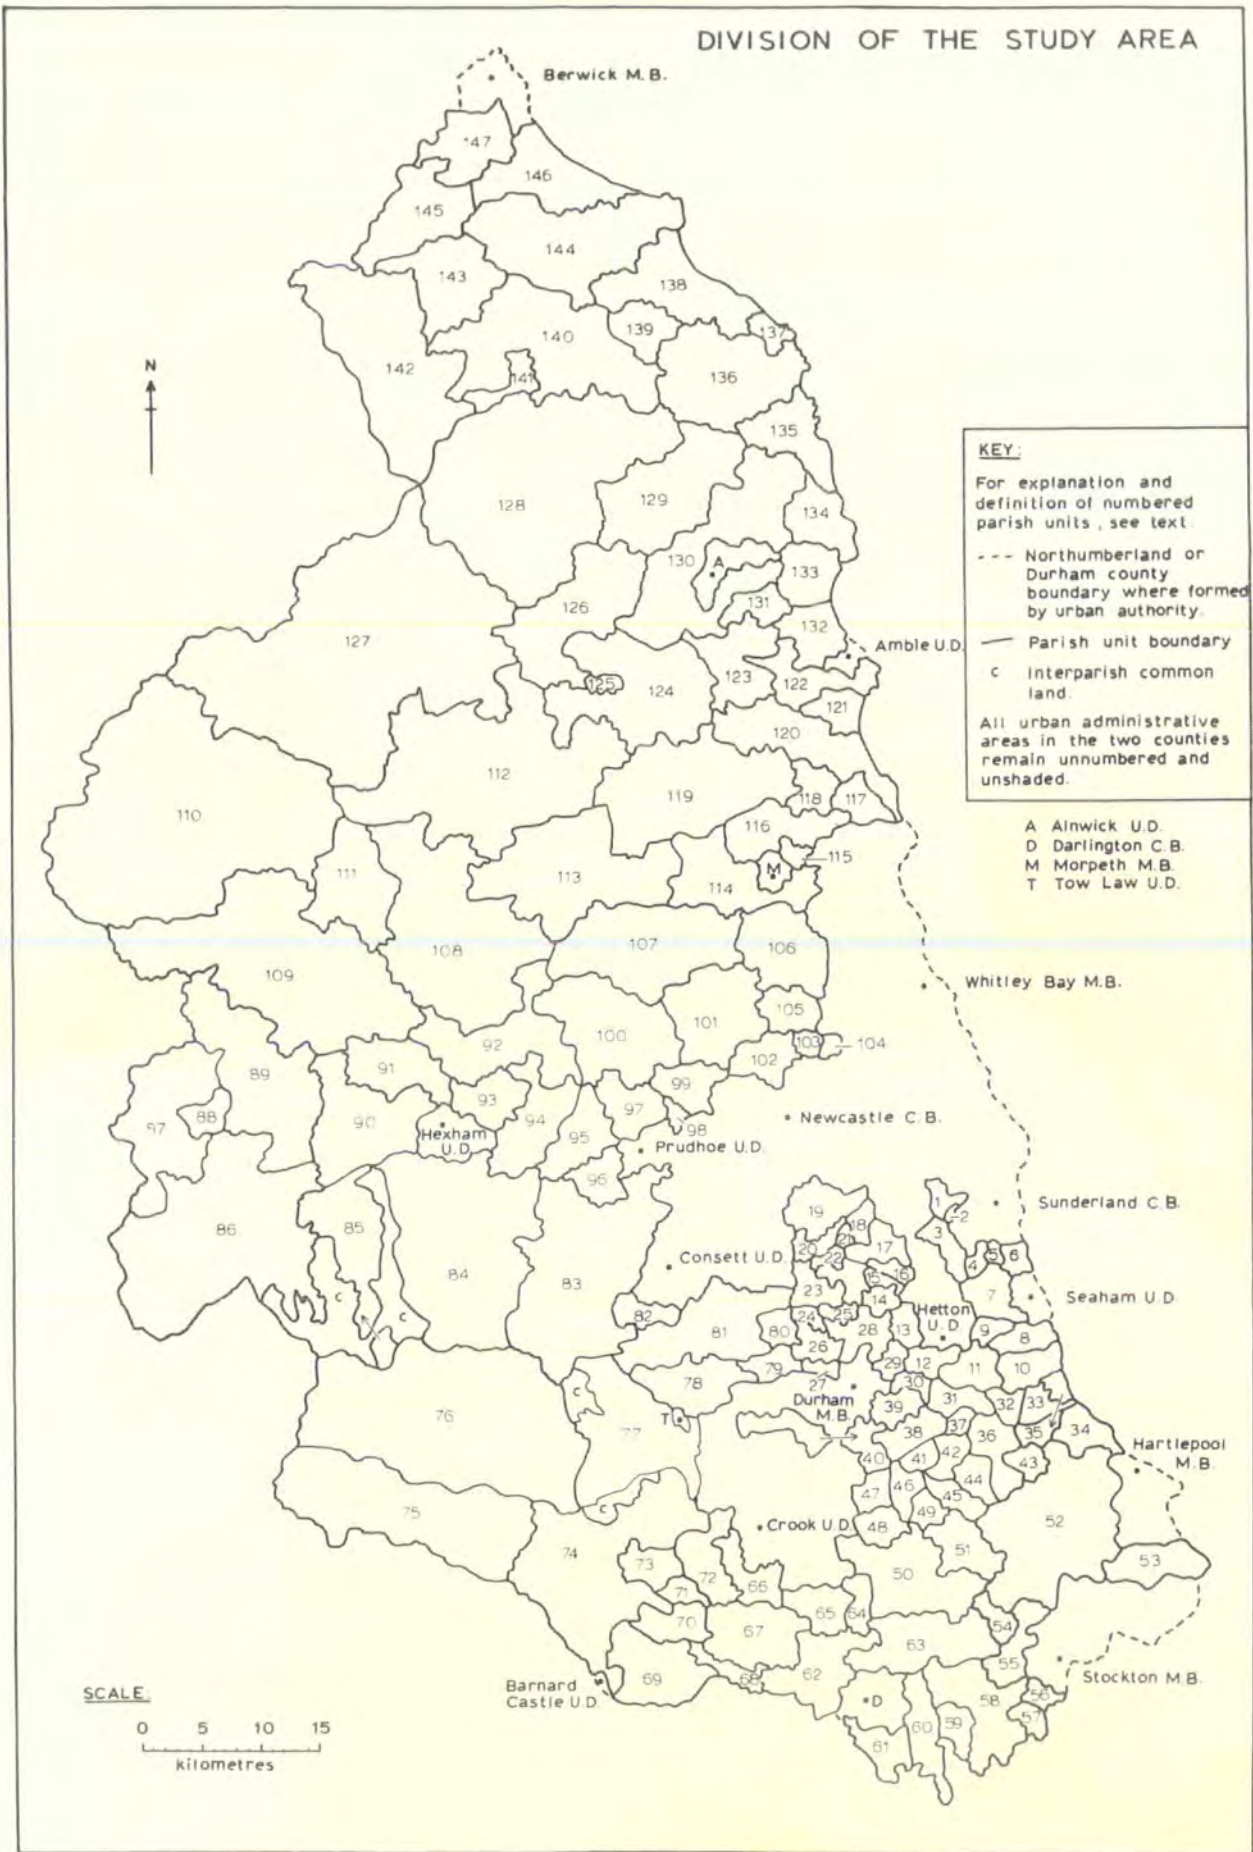 DIVISION OF THE STUDY AREA
Berwick M.B.
147
146
145
144
143
138
139
137
140
142
141
136
N
135
KEY:
For explanation and
definition of numbered
parish units, see text.
--- Northumberland or
Durham county
boundary where formed
by urban authority.
— Parish unit boundary
c Interparish common
land.
All urban administrative
areas in the two counties
remain unnumbered and
unshaded.
128
129
134
130
A
133
126
131
132
127
Amble U.D.
125
124
123
122
121
120
112
119
118
117
110
116
A Alnwick U.D.
D Darlington C.B.
M Morpeth M.B.
T Tow Law U.D.
115
111
113
114
M
108
107
106
109
Whitley Bay M.B.
105
100
101
92
103
104
102
91
89
99
93
97
88
87
90
94
95
98
Newcastle C.B.
Hexham
U.D.
Prudhoe U.D.
96
1
2
Sunderland C.B.
19
18
3
86
85
21
17
20
22
5
6
4
Consett U.D.
84
83
15
16
23
14
7
Seaham U.D.
c
c
82
24
25
Hetton
U.D.
81
80
28
13
9
8
26
79
29
12
11
10
27
30
78
Durham
M.B.
39
31
32
33
c
T
76
77
38
37
36
35
34
Hartlepool
M.B.
40
41
42
43
47
46
44
45
75
c
Crook U.D.
48
49
52
74
51
73
72
66
50
53
71
65
64
70
67
54
63
69
68
62
55
Barnard
Castle U.D.
Stockton M.B.
D
58
56
57
60
59
61
SCALE:
0 5 10 15
kilometres